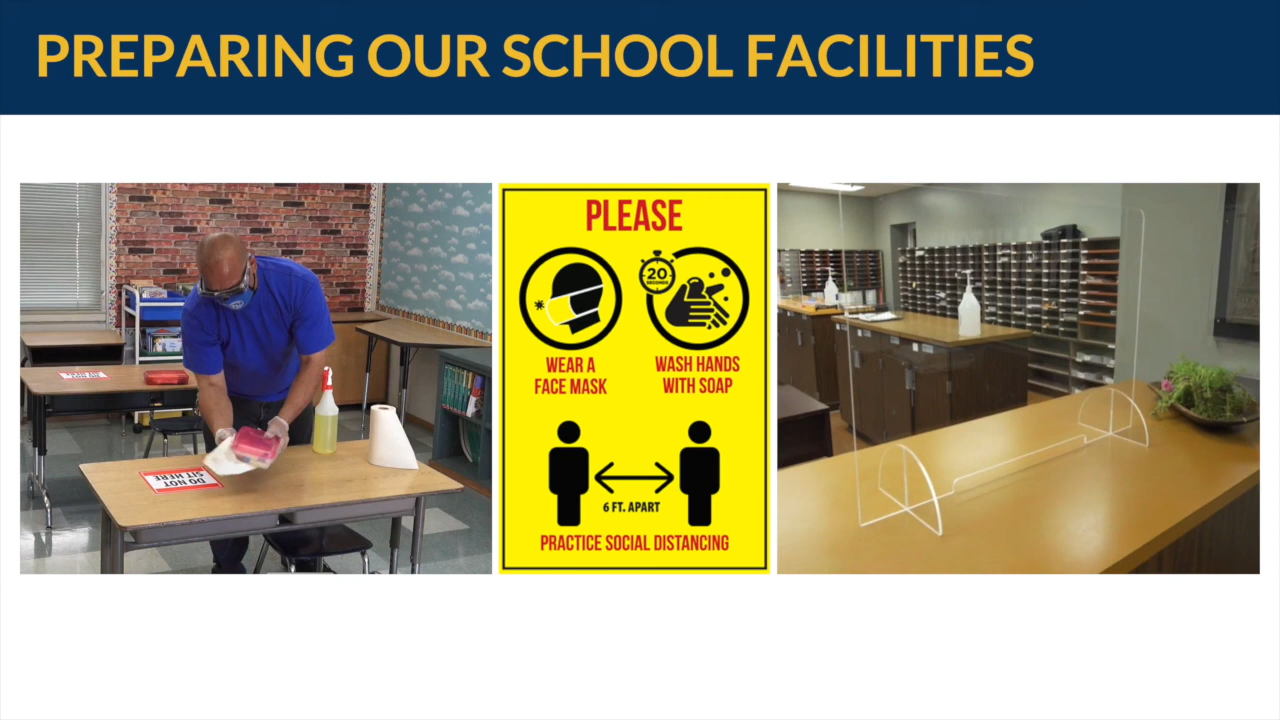 PREPARING OUR SCHOOL FACILITIES
DO NOT
SIT HERE
PLEASE
20
SECONDS
WEAR A
FACE MASK
WASH HANDS
WITH SOAP
6 FT. APART
PRACTICE SOCIAL DISTANCING